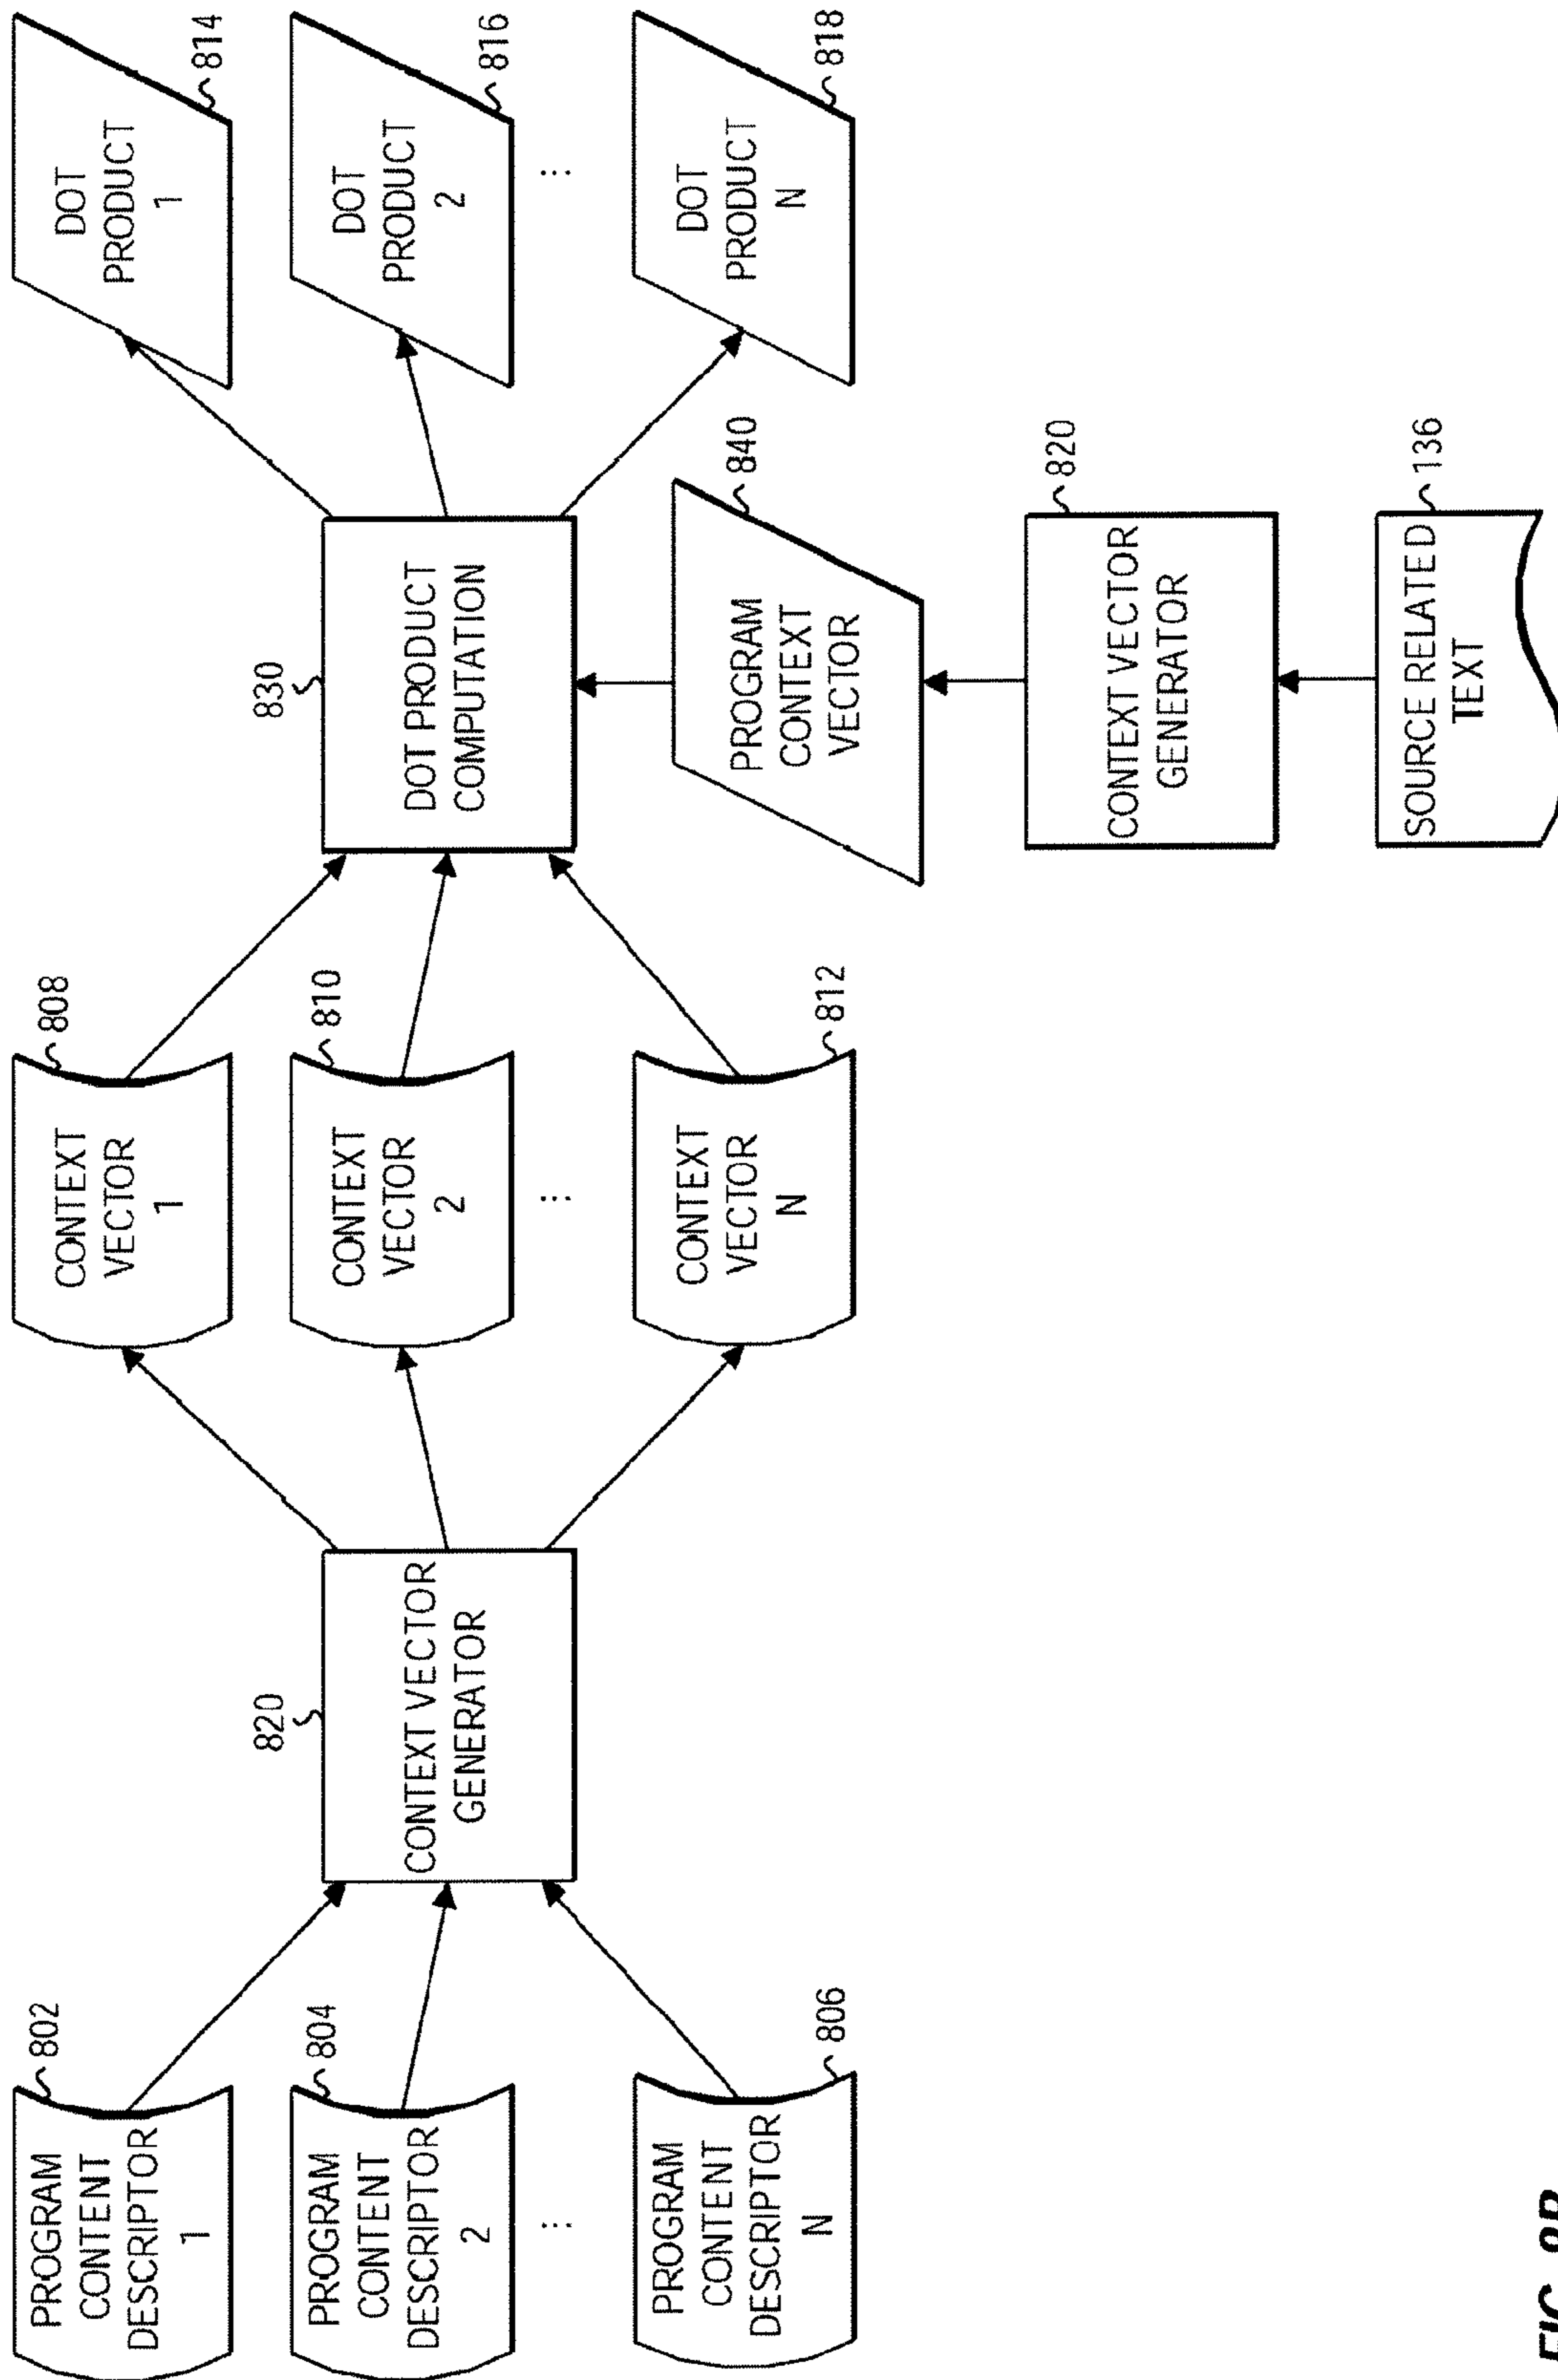 PROGRAM
CONTENT
DESCRIPTOR
1
802
PROGRAM
CONTENT
DESCRIPTOR
2
804
⋮
PROGRAM
CONTENT
DESCRIPTOR
N
806
820
CONTEXT VECTOR
GENERATOR
CONTEXT
VECTOR
1
808
CONTEXT
VECTOR
2
810
⋮
CONTEXT
VECTOR
N
812
830
DOT PRODUCT
COMPUTATION
DOT
PRODUCT
1
814
DOT
PRODUCT
2
816
⋮
DOT
PRODUCT
N
818
PROGRAM
CONTEXT
VECTOR
840
CONTEXT VECTOR
GENERATOR
820
SOURCE RELATED
TEXT
136
FIG. 8B